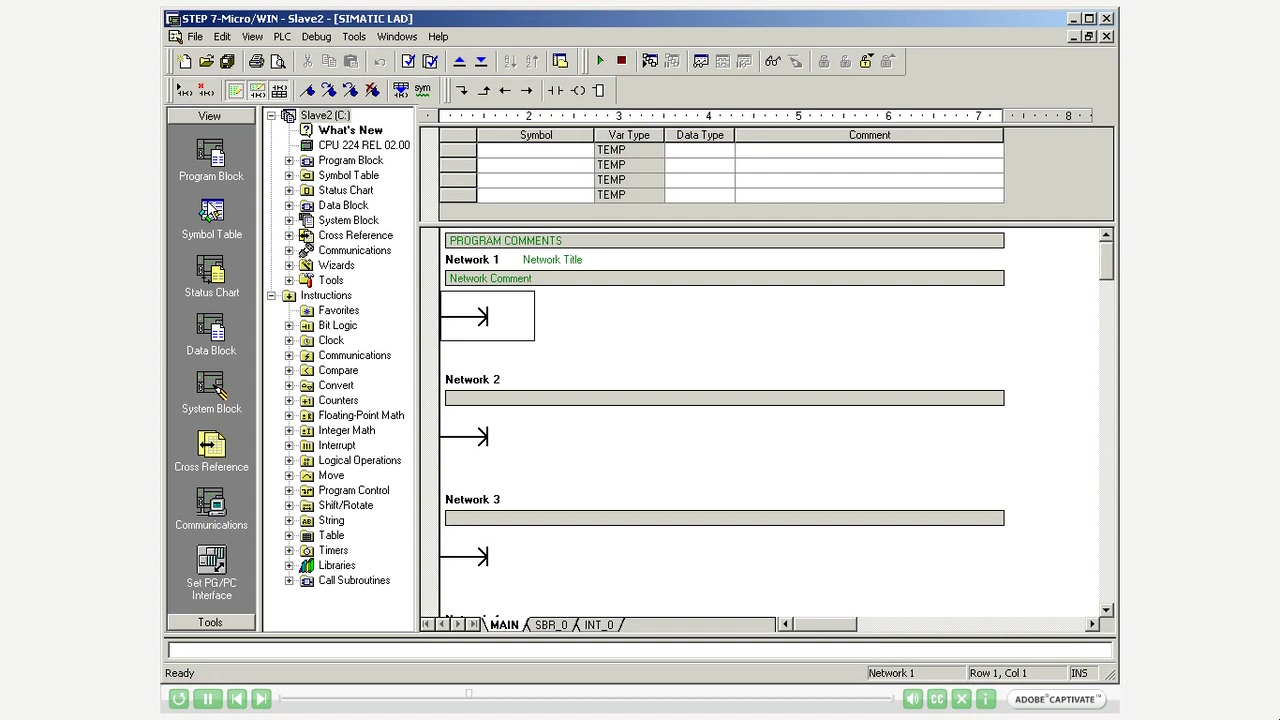 STEP 7-Micro/WIN - Slave2 - [SIMATIC LAD]
File Edit View PLC Debug Tools Windows Help
sym
View
Program Block
Symbol Table
Status Chart
Data Block
System Block
Cross Reference
Communications
Set PG/PC
Interface
Tools
Slave2 (C:)
What's New
CPU 224 REL 02.00
Program Block
Symbol Table
Status Chart
Data Block
System Block
Cross Reference
Communications
Wizards
Tools
Instructions
Favorites
Bit Logic
Clock
Communications
Compare
Convert
Counters
Floating-Point Math
Integer Math
Interrupt
Logical Operations
Move
Program Control
Shift/Rotate
String
Table
Timers
Libraries
Call Subroutines
2 3 4 5 6 7 8
Symbol Var Type Data Type Comment
TEMP
TEMP
TEMP
TEMP
PROGRAM COMMENTS
Network 1 Network Title
Network Comment
Network 2
Network 3
MAIN SBR_0 INT_0
Ready Network 1 Row 1, Col 1 INS
CC ADOBE® CAPTIVATE™